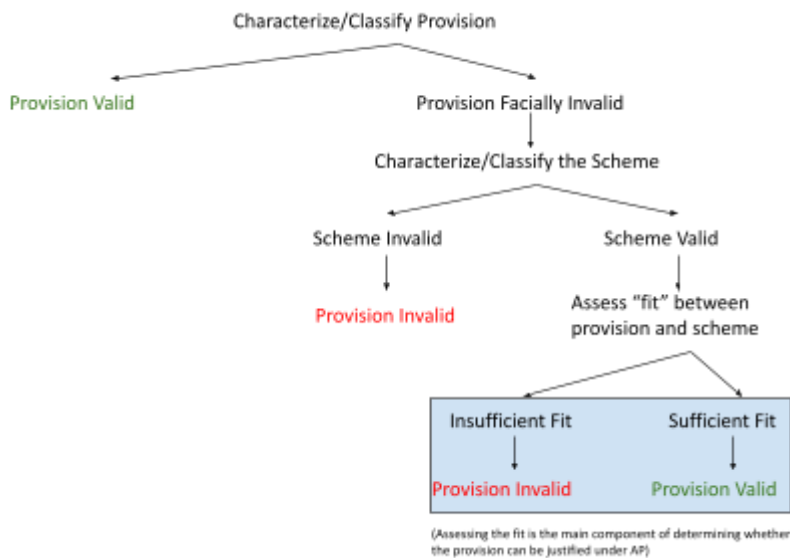 Characterize/Classify Provision
Provision Valid
Provision Facially Invalid
Characterize/Classify the Scheme
Scheme Invalid
Scheme Valid
Provision Invalid
Assess “fit” between
provision and scheme
Insufficient Fit
Sufficient Fit
Provision Invalid
Provision Valid
(Assessing the fit is the main component of determining whether
the provision can be justified under AP)